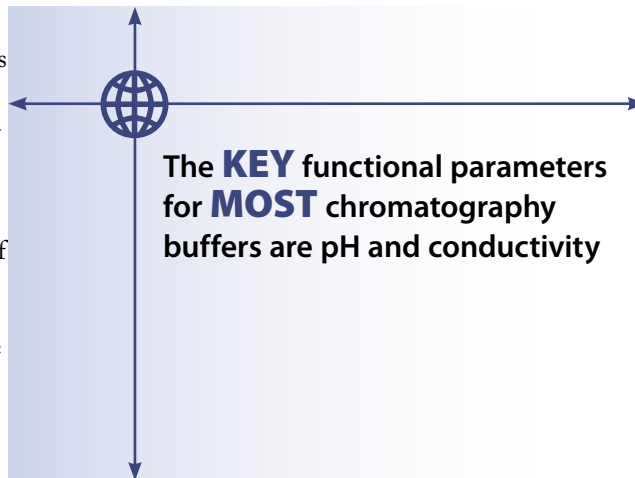 The KEY functional parameters
for MOST chromatography
buffers are pH and conductivity